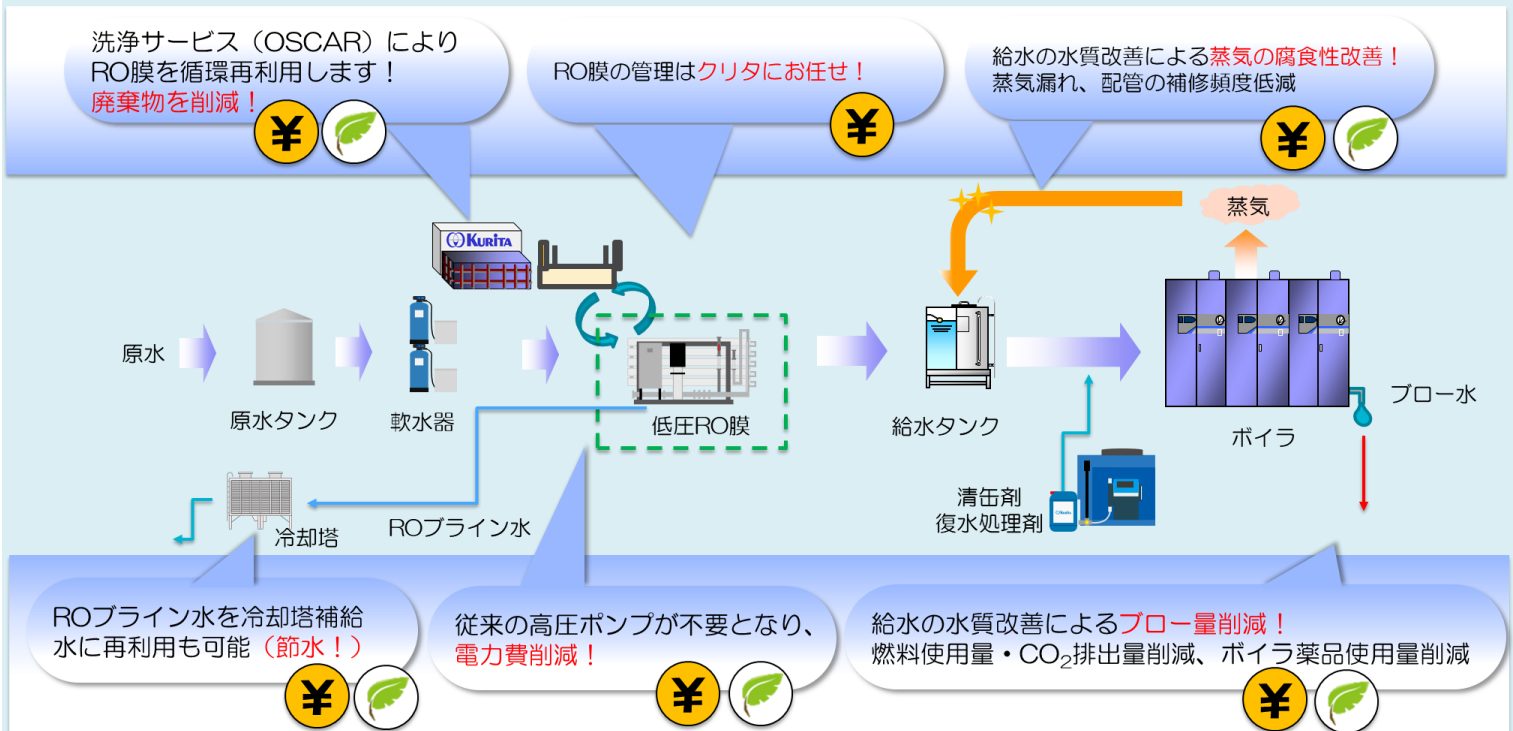 洗浄サービス（OSCAR）により
RO膜を循環再利用します！
廃棄物を削減！
¥
RO膜の管理はクリタにお任せ！
¥
給水の水質改善による蒸気の腐食性改善！
蒸気漏れ、配管の補修頻度低減
¥
蒸気
KURITA
原水
原水タンク
軟水器
低圧RO膜
給水タンク
ボイラ
ブロー水
清缶剤
復水処理剤
冷却塔
ROブライン水
ROブライン水を冷却塔補給
水に再利用も可能（節水！）
¥
従来の高圧ポンプが不要となり、
電力費削減！
¥
給水の水質改善によるブロー量削減！
燃料使用量・CO₂排出量削減、ボイラ薬品使用量削減
¥